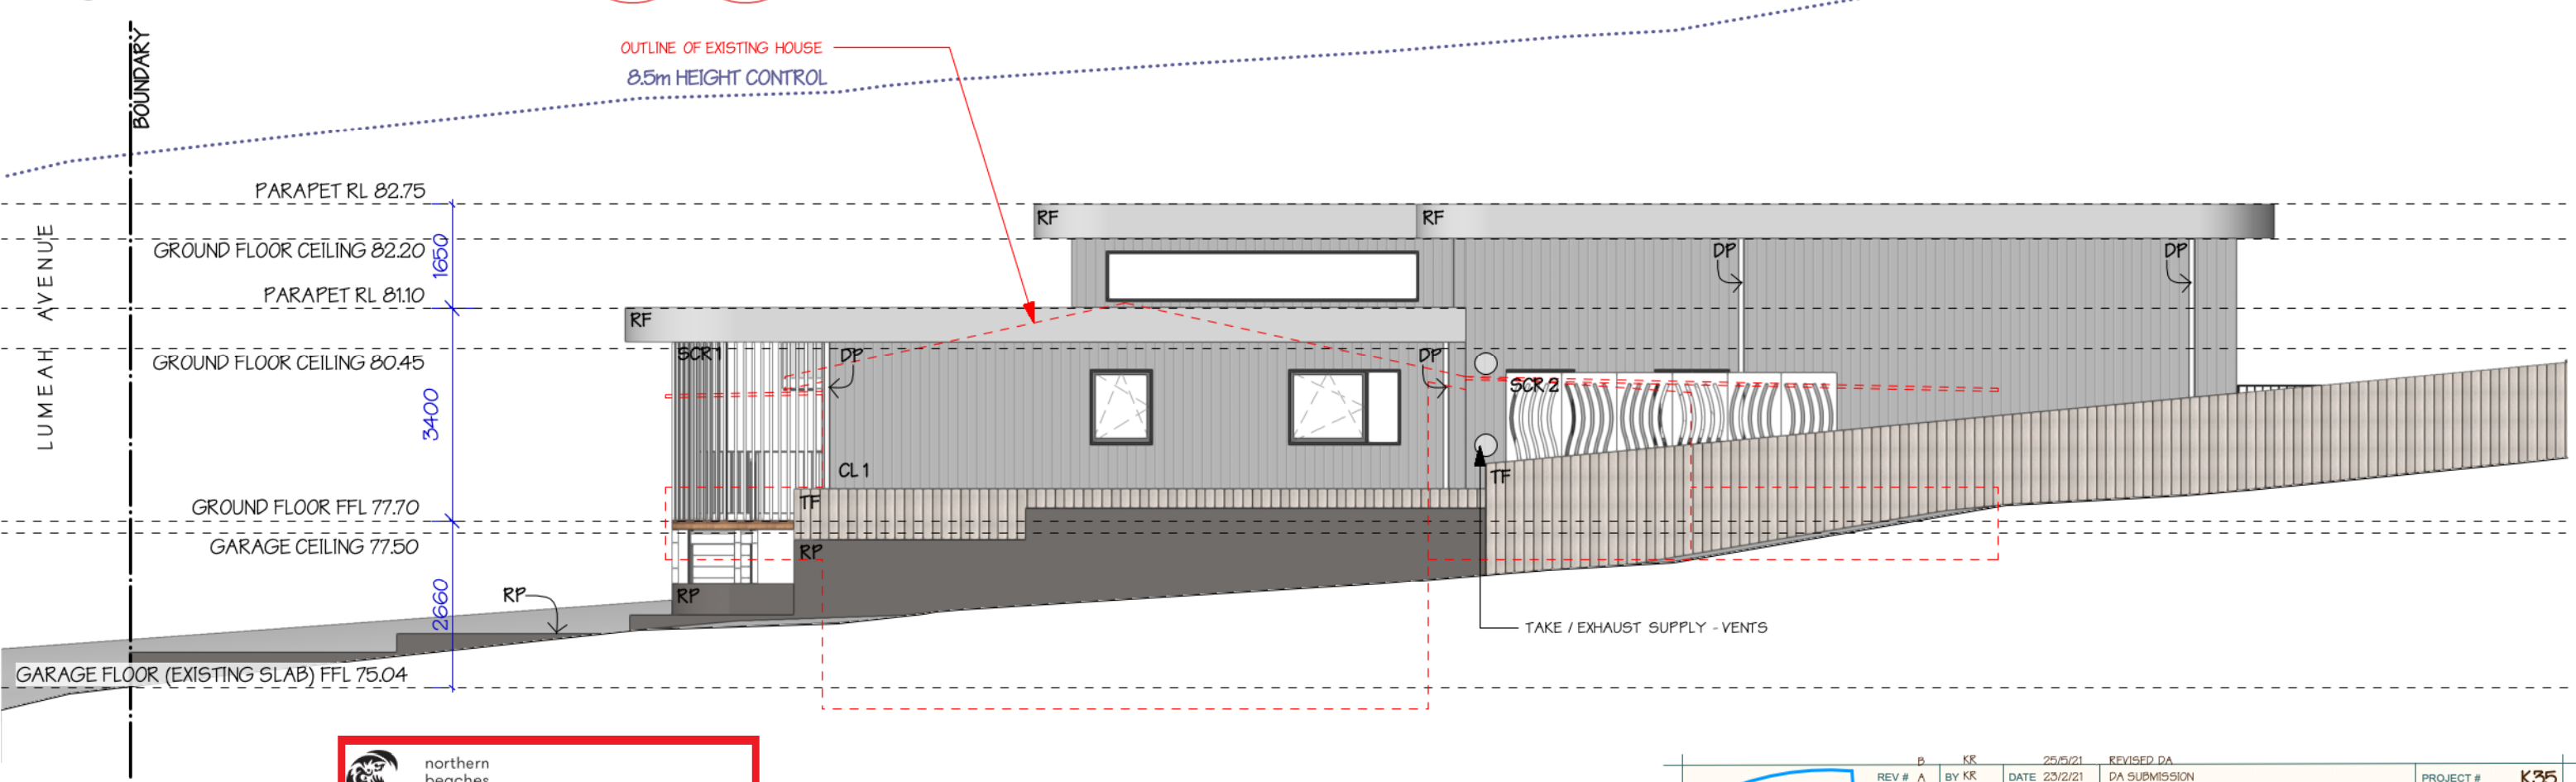 BOUNDARY
OUTLINE OF EXISTING HOUSE
8.5m HEIGHT CONTROL
LUMEAH AVENUE
PARAPET RL 82.75
GROUND FLOOR CEILING 82.20
1650
PARAPET RL 81.10
GROUND FLOOR CEILING 80.45
3400
GROUND FLOOR FFL 77.70
GARAGE CEILING 77.50
2660
GARAGE FLOOR (EXISTING SLAB) FFL 75.04
RF
RF
DP
DP
RF
SCR 1
DP
DP
SCR 2
CL 1
TF
TF
RP
RP
RP
TAKE / EXHAUST SUPPLY - VENTS
northern
beaches
B KR 25/5/21 REVISED DA
REV # A BY KR DATE 23/2/21 DA SUBMISSION PROJECT # K35